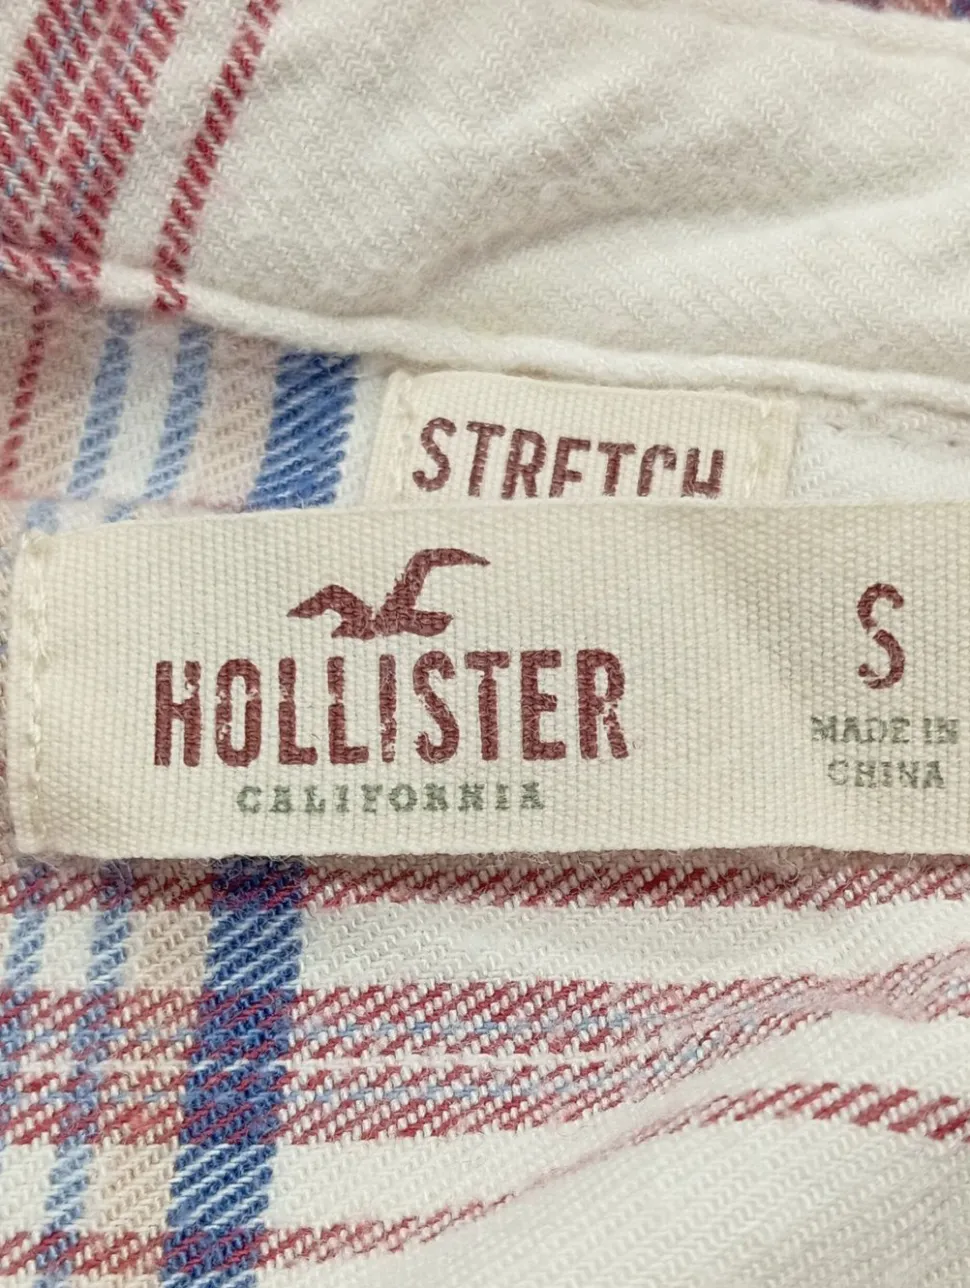 STRETCH
HOLLISTER
CALIFORNIA
S
MADE IN
CHINA